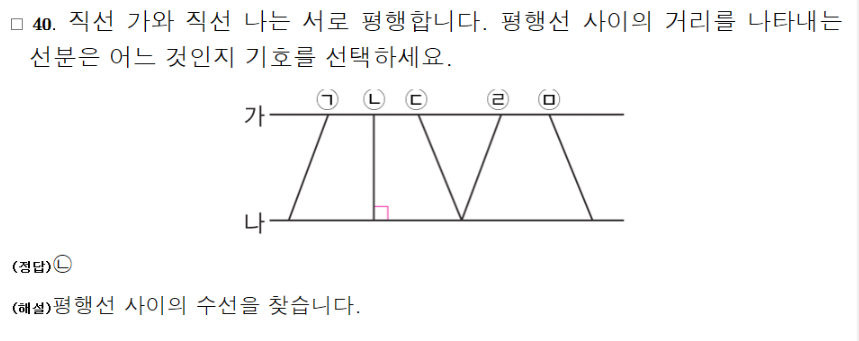 □ 40. 직선 가와 직선 나는 서로 평행합니다. 평행선 사이의 거리를 나타내는
선분은 어느 것인지 기호를 선택하세요.
㉠ ㉡ ㉢ ㉣ ㉤
가
나
(정답)㉡
(해설)평행선 사이의 수선을 찾습니다.